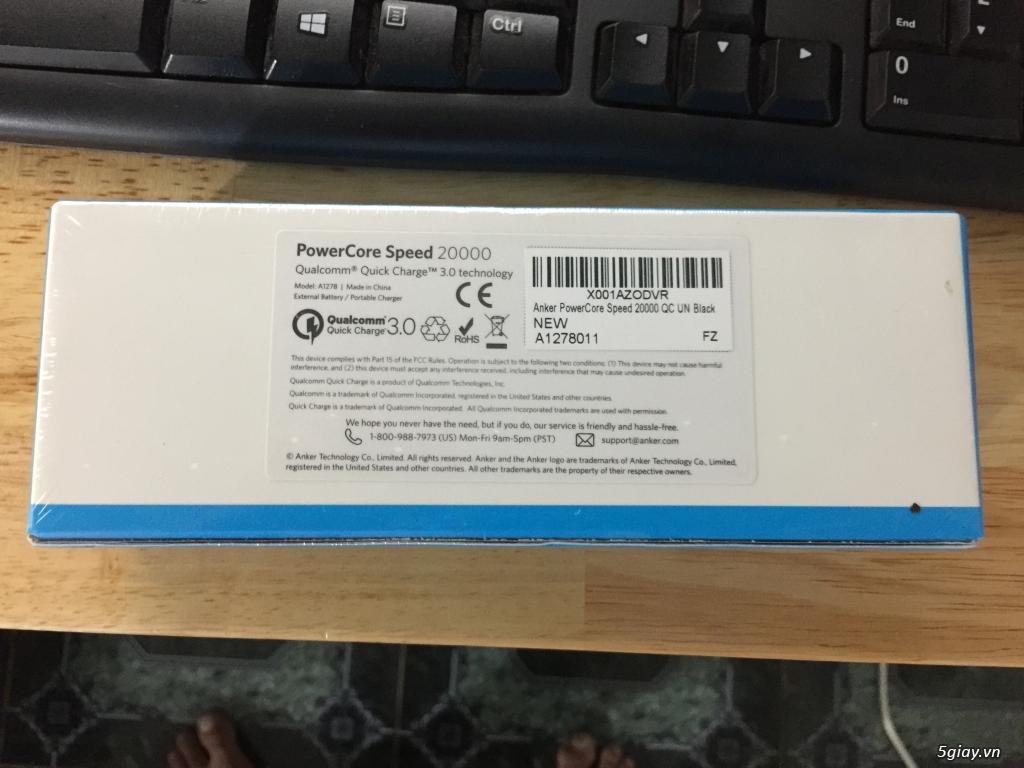 Ctrl
End
0
Ins
PowerCore Speed 20000
Qualcomm® Quick Charge™ 3.0 technology
Model: A1278 | Made in China
External Battery / Portable Charger
CE
Qualcomm®
Quick Charge 3.0
RoHS
X001AZODVR
Anker PowerCore Speed 20000 QC UN Black
NEW
A1278011
FZ
This device complies with Part 15 of the FCC Rules. Operation is subject to the following two conditions: (1) This device may not cause harmful
interference, and (2) this device must accept any interference received, including interference that may cause undesired operation.
Qualcomm Quick Charge is a product of Qualcomm Technologies, Inc.
Qualcomm is a trademark of Qualcomm Incorporated, registered in the United States and other countries.
Quick Charge is a trademark of Qualcomm Incorporated. All Qualcomm Incorporated trademarks are used with permission.
We hope you never have the need, but if you do, our service is friendly and hassle-free.
1-800-988-7973 (US) Mon-Fri 9am-5pm (PST)
support@anker.com
© Anker Technology Co., Limited. All rights reserved. Anker and the Anker logo are trademarks of Anker Technology Co., Limited,
registered in the United States and other countries. All other trademarks are the property of their respective owners.
5giay.vn